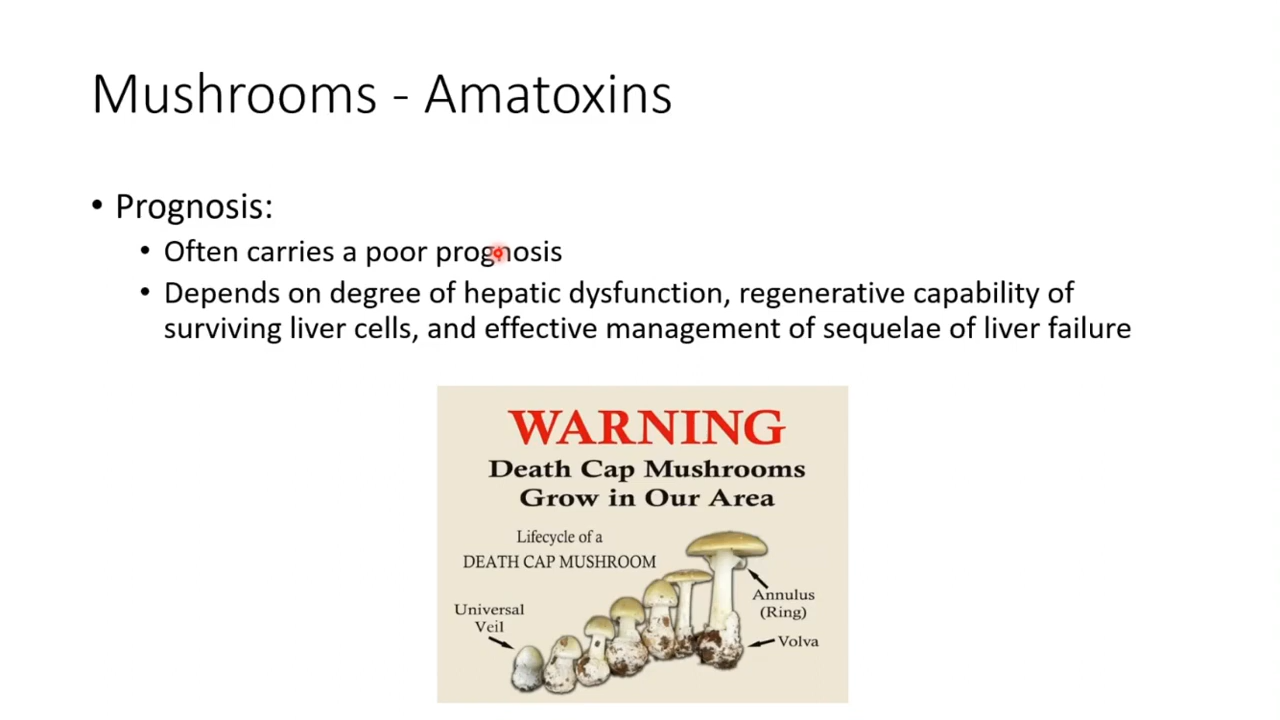 Mushrooms - Amatoxins
• Prognosis:
• Often carries a poor prognosis
• Depends on degree of hepatic dysfunction, regenerative capability of
surviving liver cells, and effective management of sequelae of liver failure
WARNING
Death Cap Mushrooms
Grow in Our Area
Lifecycle of a
DEATH CAP MUSHROOM
Universal
Veil
Annulus
(Ring)
Volva